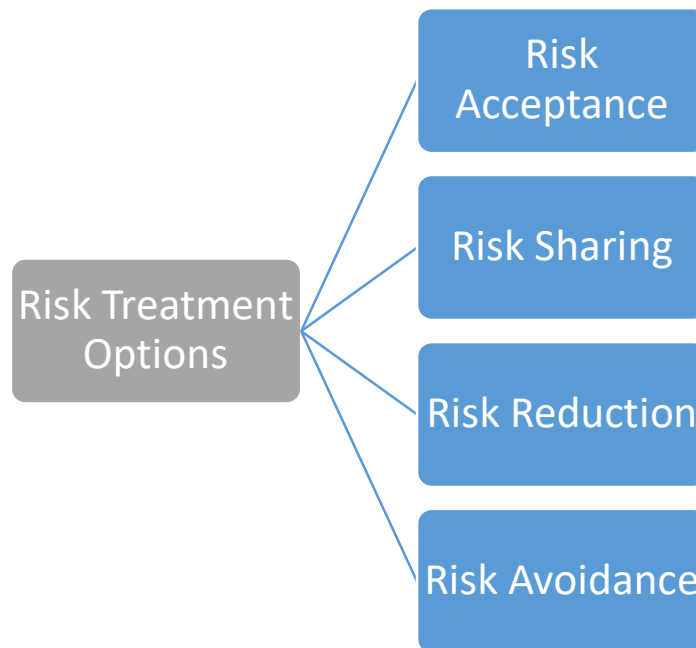 Risk
Acceptance
Risk Sharing
Risk Treatment
Options
Risk Reduction
Risk Avoidance